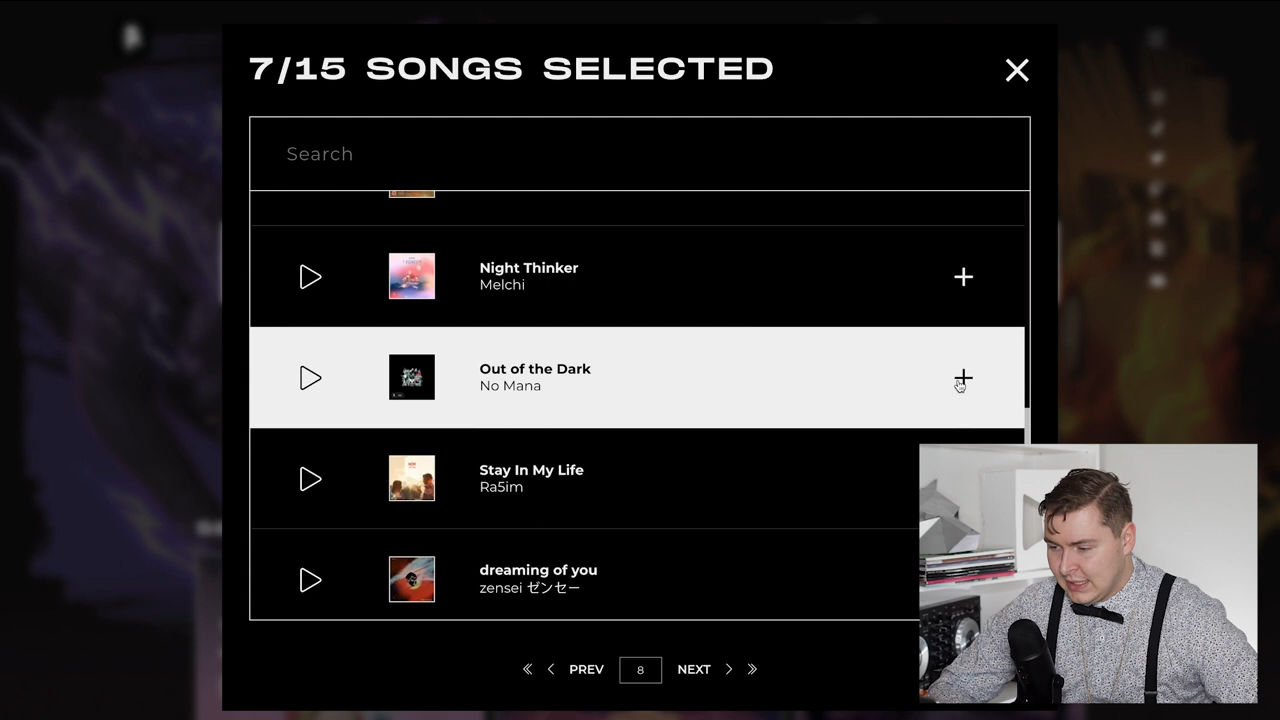 7/15 SONGS SELECTED
Search
Night Thinker
Melchi
Out of the Dark
No Mana
Stay In My Life
Ra5im
dreaming of you
zensei ゼンセー
PREV 8 NEXT